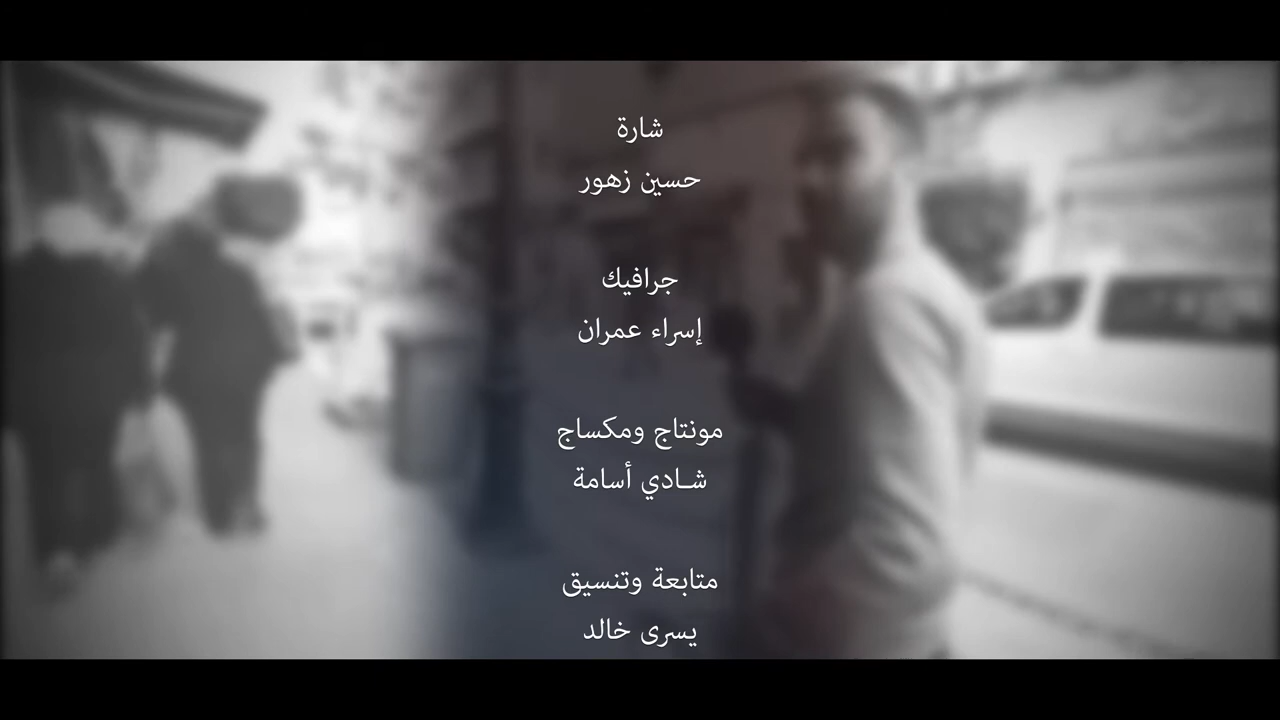 شارة
حسين زهور
جرافيك
إسراء عمران
مونتاج ومكساج
شـادي أسامة
متابعة وتنسيق
يسرى خالد